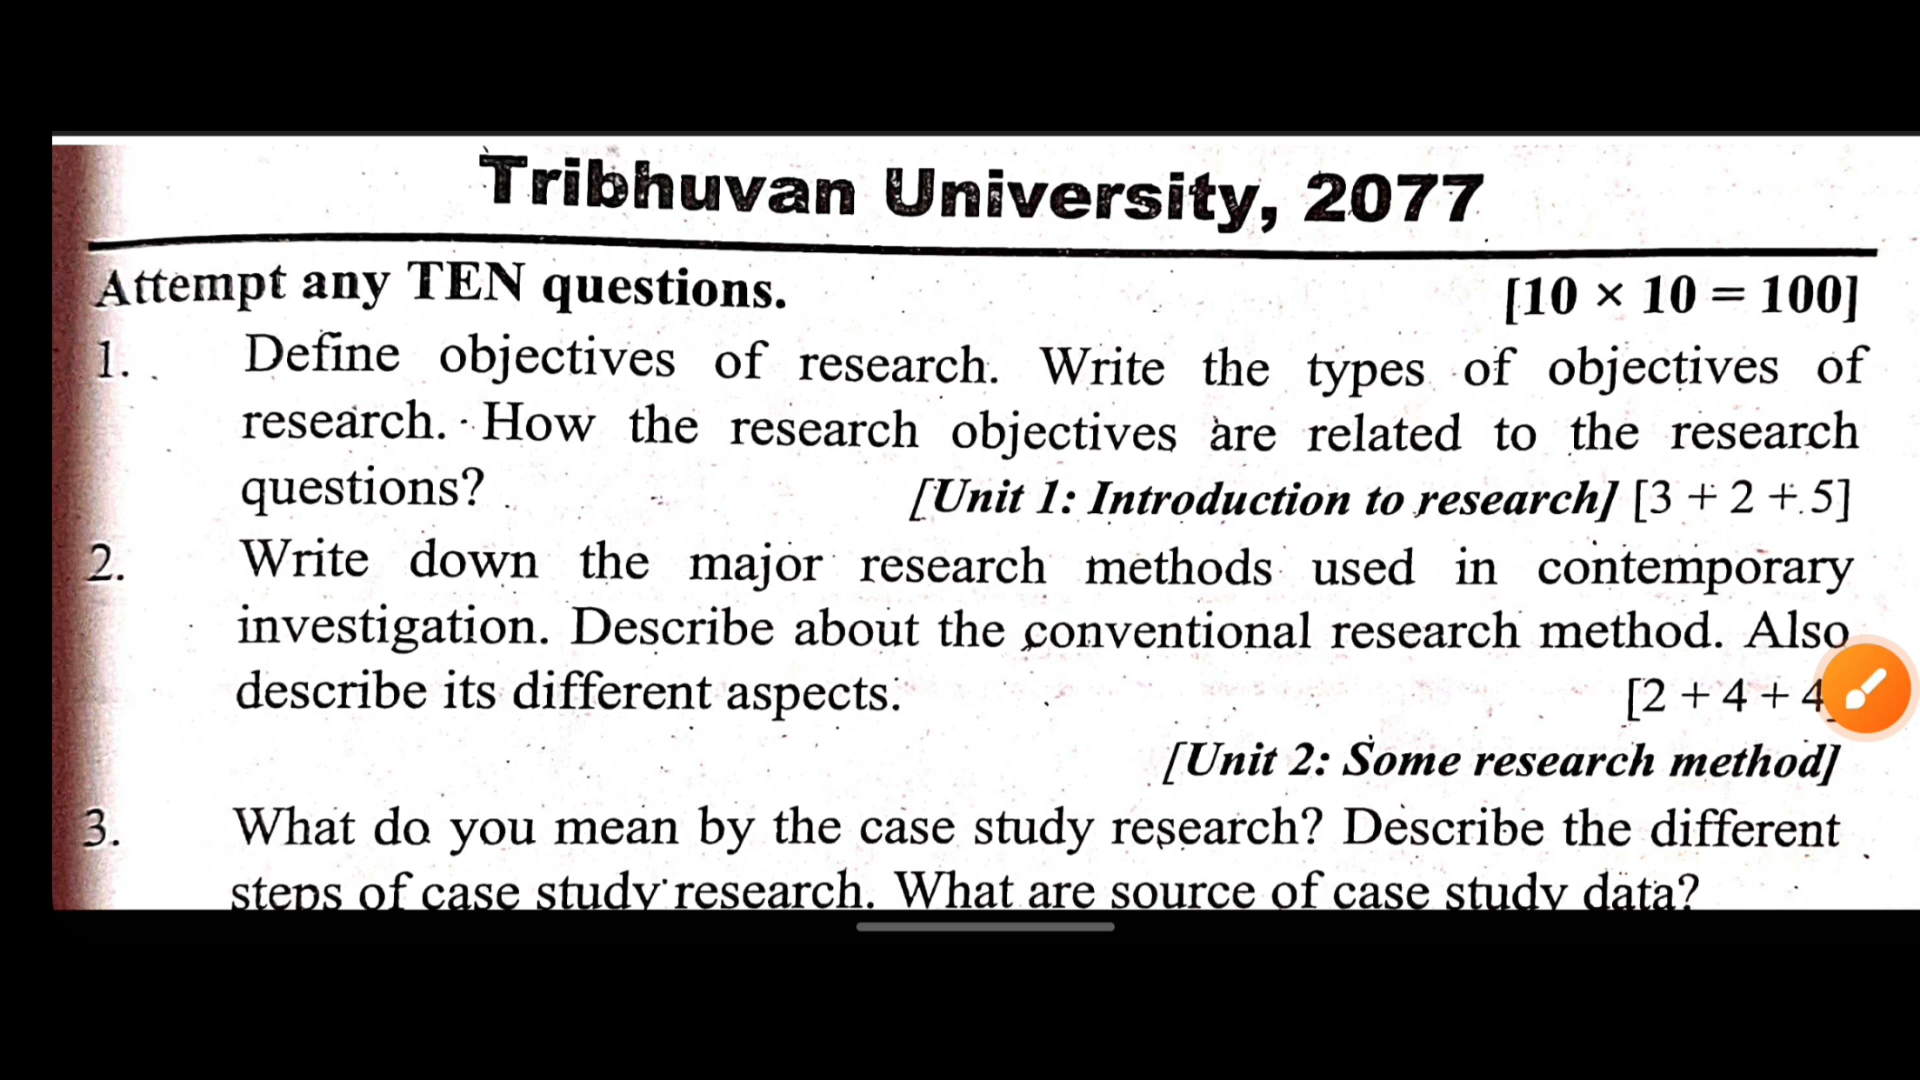 Tribhuvan University, 2077
Attempt any TEN questions. [10 × 10 = 100]
1. Define objectives of research. Write the types of objectives of
research. How the research objectives are related to the research
questions? [Unit 1: Introduction to research] [3 + 2 + 5]
2. Write down the major research methods used in contemporary
investigation. Describe about the conventional research method. Also
describe its different aspects. [2 + 4 + 4
[Unit 2: Some research method]
3. What do you mean by the case study research? Describe the different
steps of case study research. What are source of case study data?